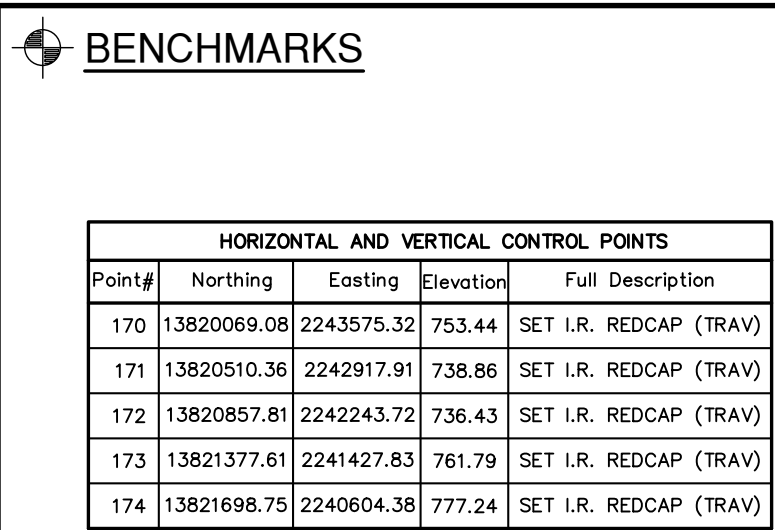 BENCHMARKS
HORIZONTAL AND VERTICAL CONTROL POINTS
Point# Northing Easting Elevation Full Description
170 13820069.08 2243575.32 753.44 SET I.R. REDCAP (TRAV)
171 13820510.36 2242917.91 738.86 SET I.R. REDCAP (TRAV)
172 13820857.81 2242243.72 736.43 SET I.R. REDCAP (TRAV)
173 13821377.61 2241427.83 761.79 SET I.R. REDCAP (TRAV)
174 13821698.75 2240604.38 777.24 SET I.R. REDCAP (TRAV)